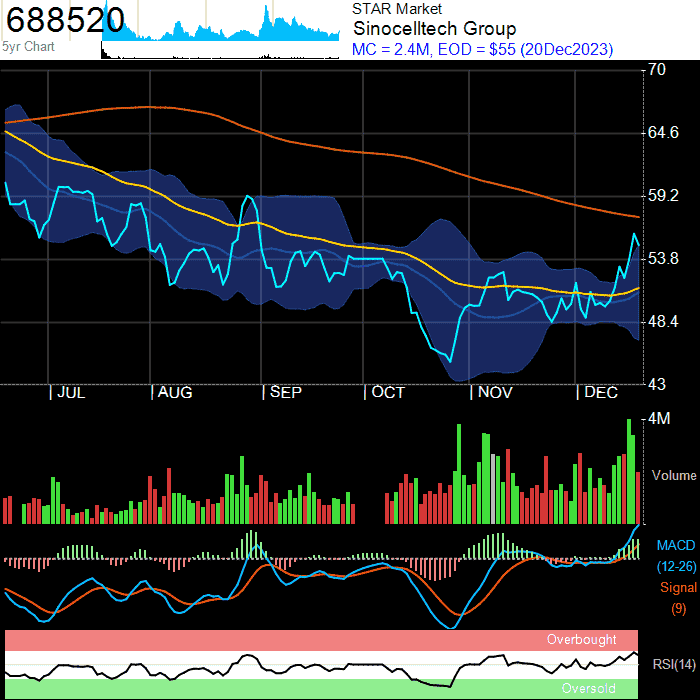 688520
5yr Chart
STAR Market
Sinocelltech Group
MC = 2.4M, EOD = $55 (20Dec2023)
70
64.6
59.2
53.8
48.4
43
JUL AUG SEP OCT NOV DEC
4M
Volume
MACD
(12-26)
Signal
(9)
Overbought
RSI(14)
Oversold